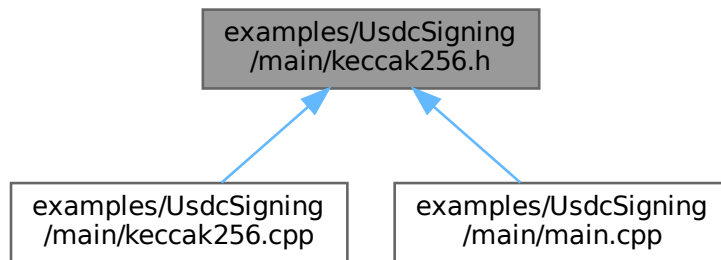 examples/UsdcSigning
/main/keccak256.h
examples/UsdcSigning
/main/keccak256.cpp
examples/UsdcSigning
/main/main.cpp